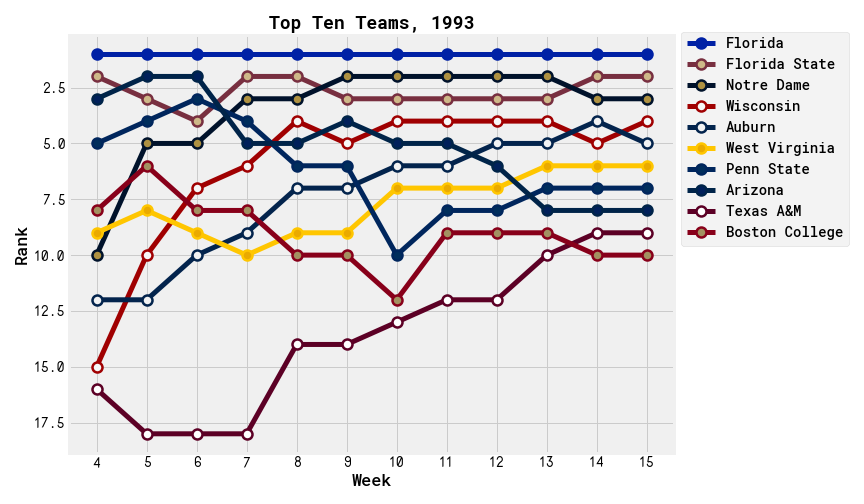 Top Ten Teams, 1993
Florida
Florida State
Notre Dame
Wisconsin
Auburn
West Virginia
Penn State
Arizona
Texas A&M
Boston College
Rank
2.5
5.0
7.5
10.0
12.5
15.0
17.5
4 5 6 7 8 9 10 11 12 13 14 15
Week